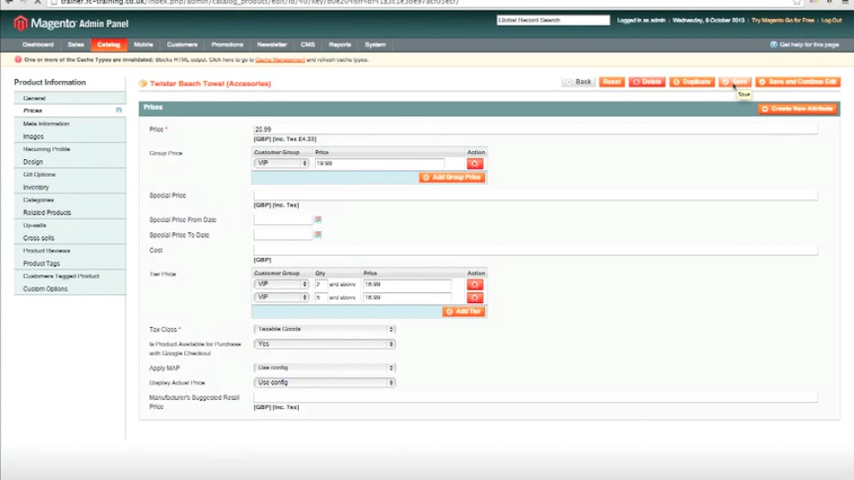 Magento Admin Panel
Global Record Search
Logged in as admin
Wednesday, 9 October 2013
Try Magento Go for Free
Log Out
Dashboard
Sales
Catalog
Mobile
Customers
Promotions
Newsletter
CMS
Reports
System
Get help for this page
One or more of the Cache Types are invalidated: Blocks HTML output. Click here to go to Cache Management and refresh cache types.
Product Information
General
Prices
Meta Information
Images
Recurring Profile
Design
Gift Options
Inventory
Categories
Related Products
Up-sells
Cross-sells
Product Reviews
Product Tags
Customers Tagged Product
Custom Options
Twister Beach Towel (Accesories)
Back
Reset
Delete
Duplicate
Save
Save and Continue Edit
Save
Prices
Create New Attribute
Price *
[GBP] [Inc. Tax £4.33]
Group Price
Customer Group
Price
Action
VIP
19.99
Add Group Price
Special Price
[GBP] [Inc. Tax]
Special Price From Date
Special Price To Date
Cost
[GBP]
Tier Price
Customer Group
Qty
Price
Action
VIP
2
and above
18.99
VIP
5
and above
Add Tier
Tax Class *
Taxable Goods
Is Product Available for Purchase
with Google Checkout
Yes
Apply MAP
Use config
Display Actual Price
Use config
Manufacturer's Suggested Retail
Price
[GBP] [Inc. Tax]